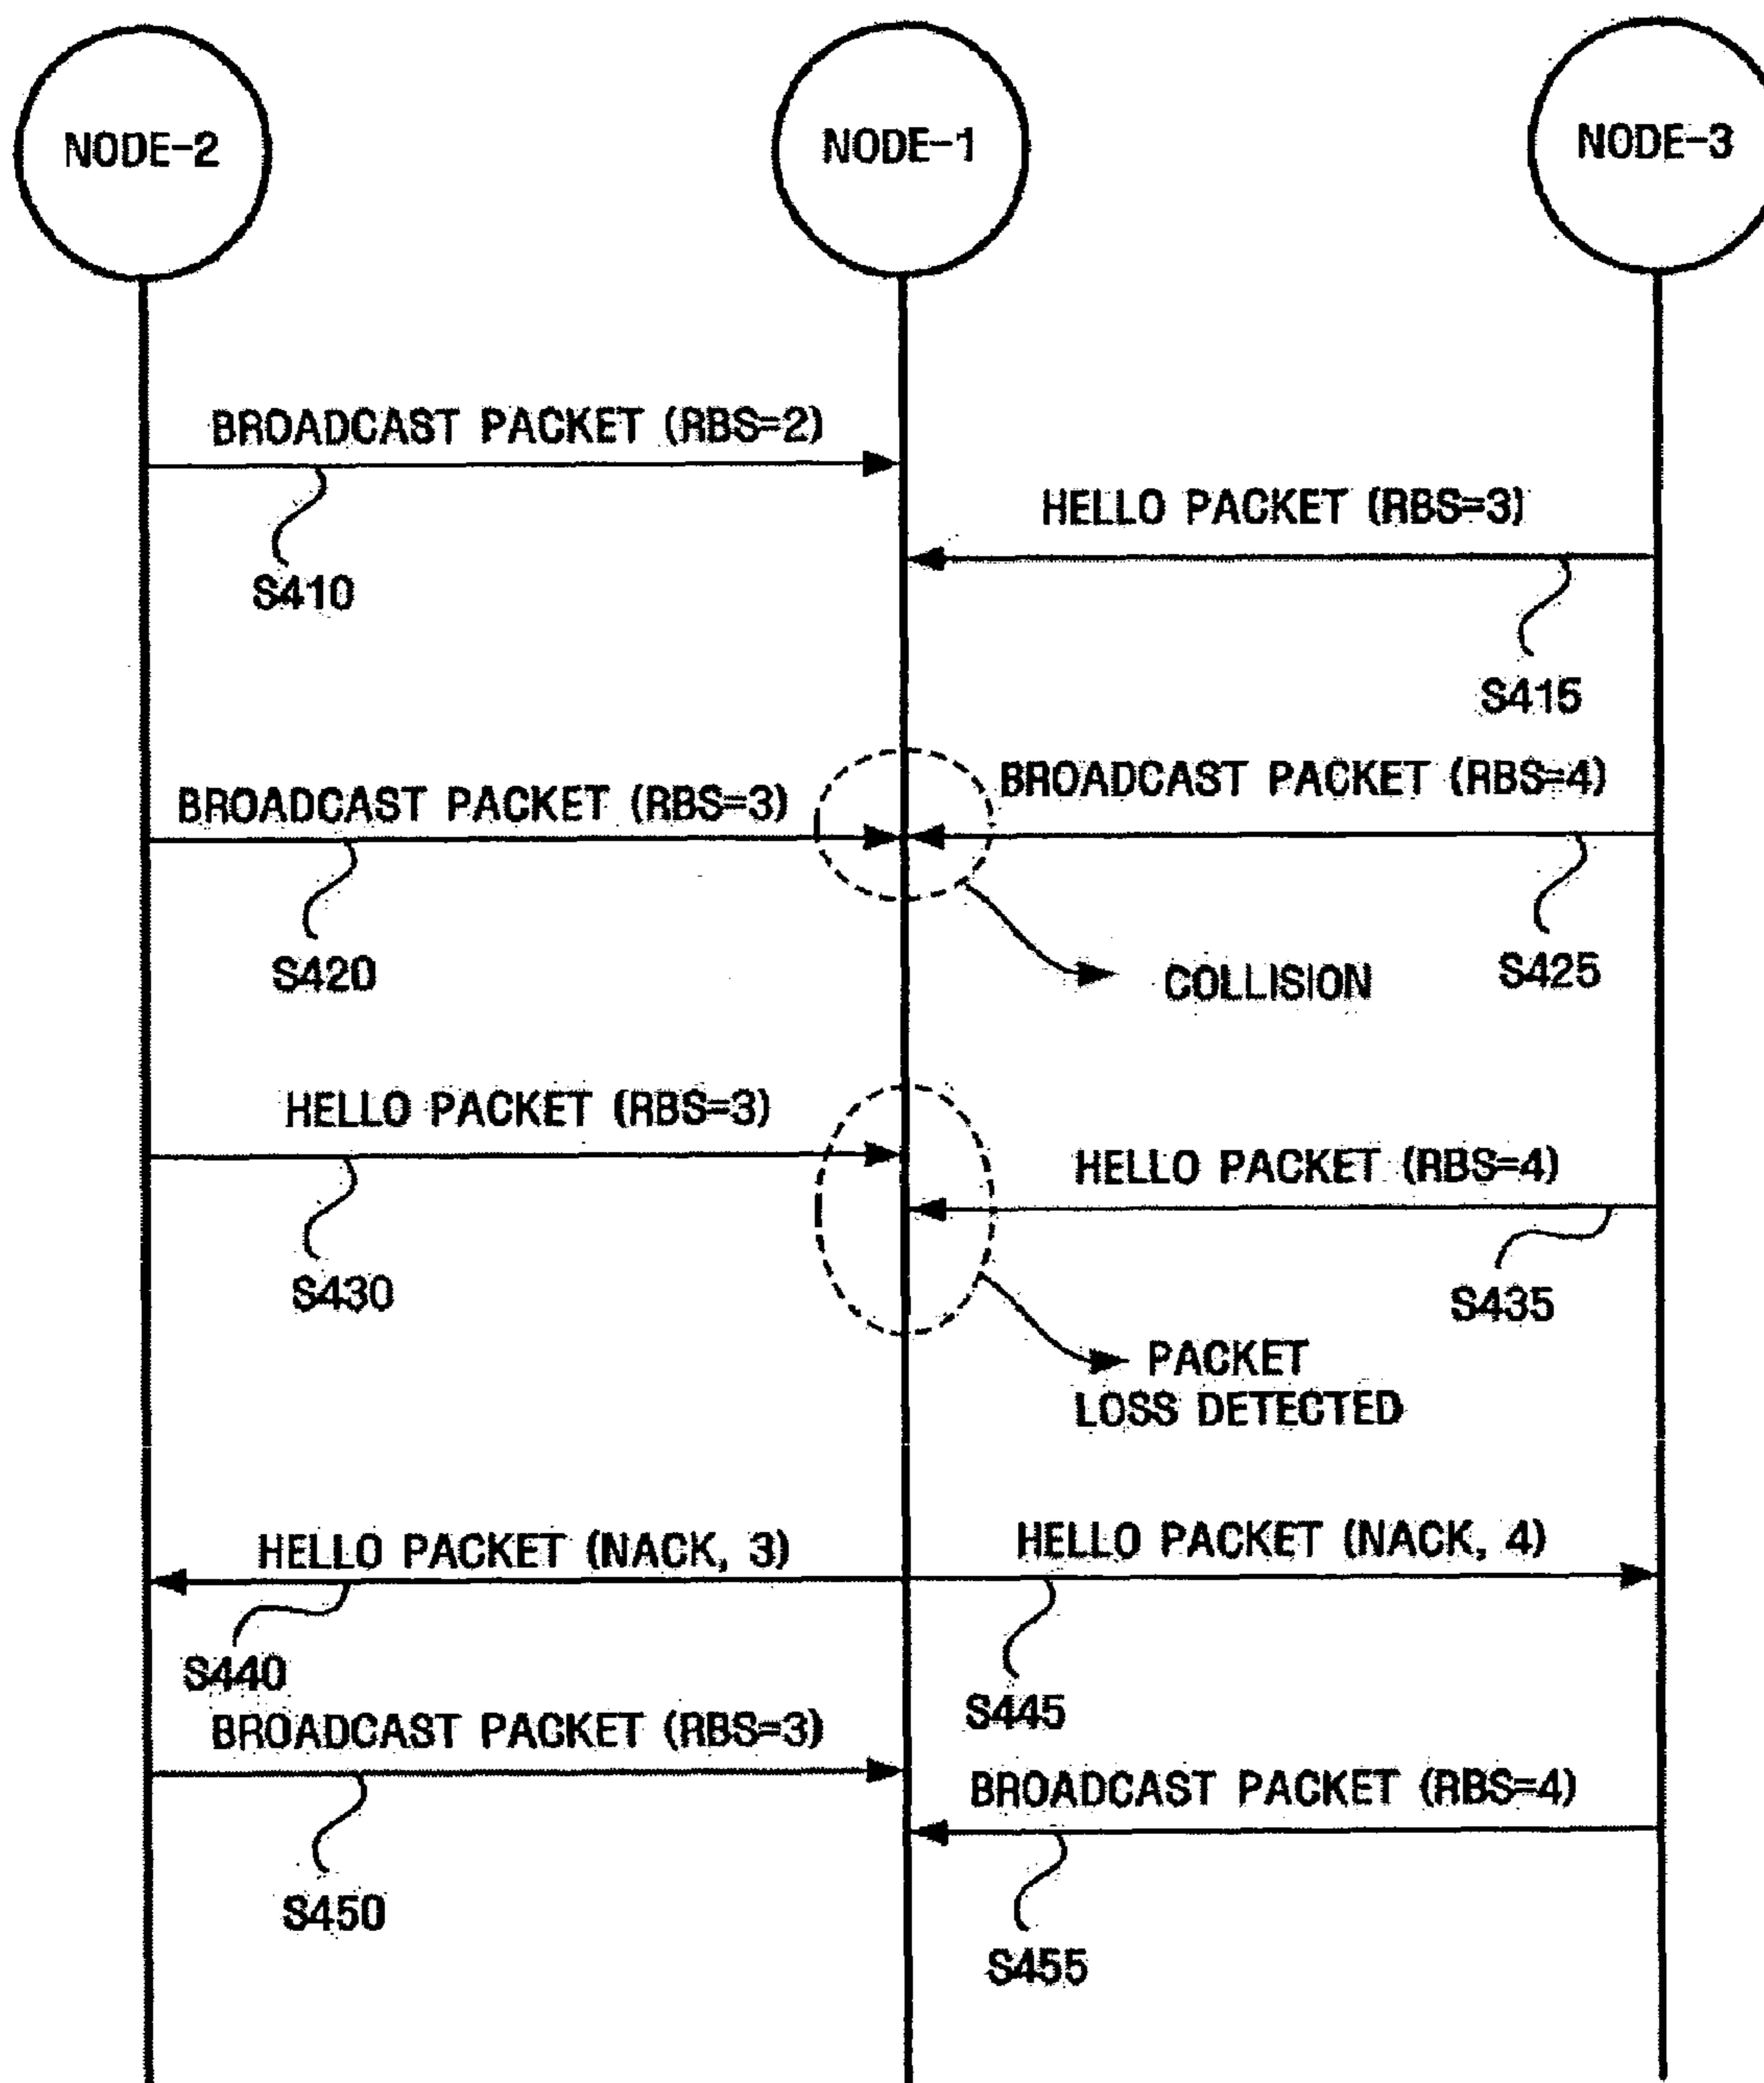 NODE-2
NODE-1
NODE-3
BROADCAST PACKET (RBS=2)
HELLO PACKET (RBS=3)
S410
S415
BROADCAST PACKET (RBS=3)
BROADCAST PACKET (RBS=4)
S420
COLLISION
S425
HELLO PACKET (RBS=3)
HELLO PACKET (RBS=4)
S430
S435
PACKET
LOSS DETECTED
HELLO PACKET (NACK, 3)
HELLO PACKET (NACK, 4)
S440
S445
BROADCAST PACKET (RBS=3)
BROADCAST PACKET (RBS=4)
S450
S455